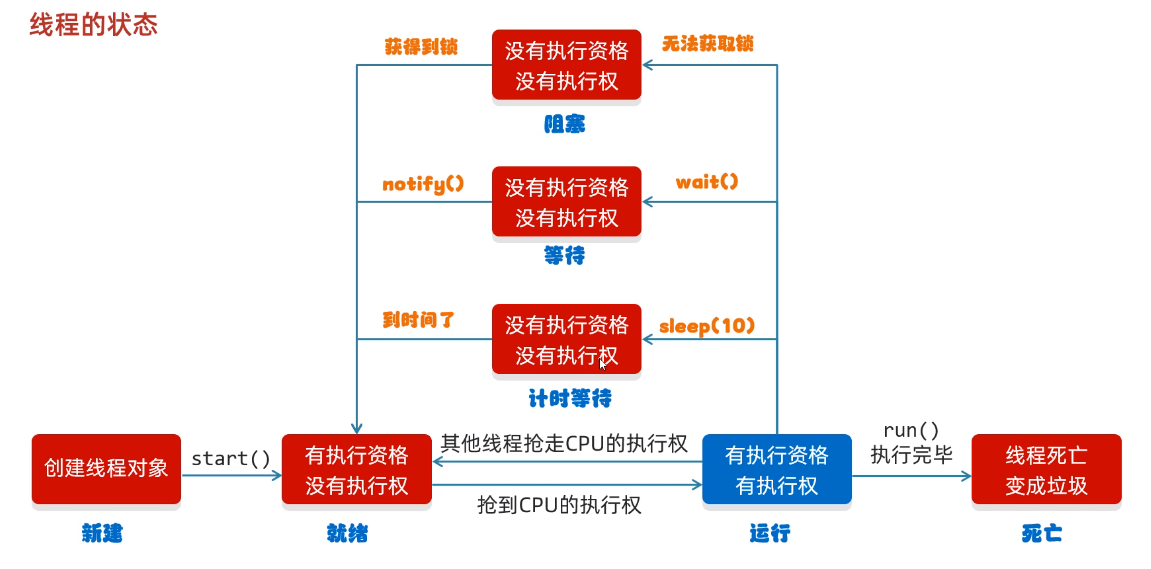 线程的状态
获得到锁
没有执行资格
没有执行权
无法获取锁
阻塞
notify()
没有执行资格
没有执行权
wait()
等待
到时间了
没有执行资格
没有执行权
sleep(10)
计时等待
创建线程对象
start()
有执行资格
没有执行权
其他线程抢走CPU的执行权
抢到CPU的执行权
有执行资格
有执行权
run()
执行完毕
线程死亡
变成垃圾
新建
就绪
运行
死亡